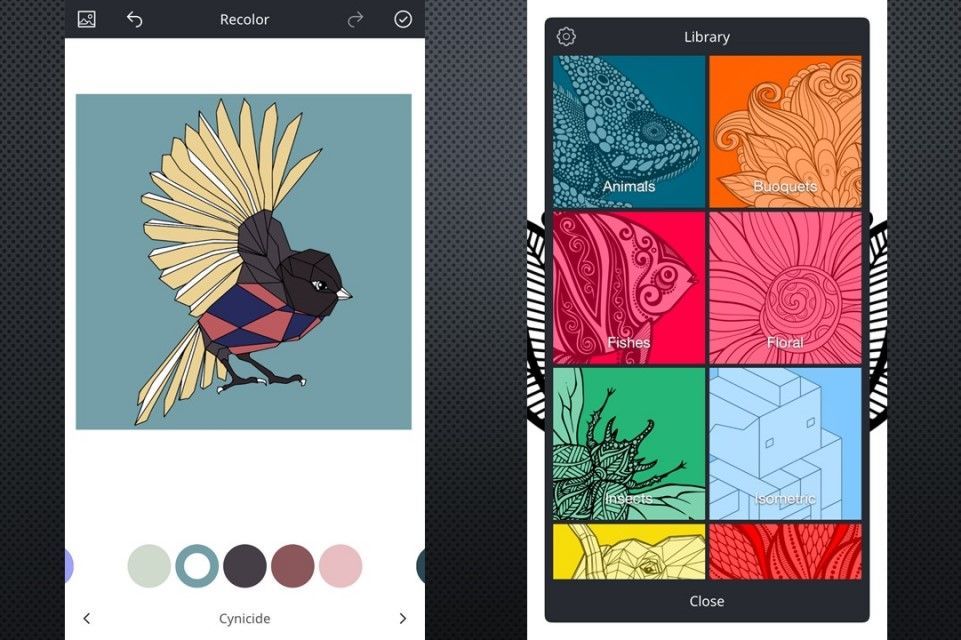 Recolor
Cynicide
Library
Animals
Buoquets
Fishes
Floral
Insects
Isometric
Close